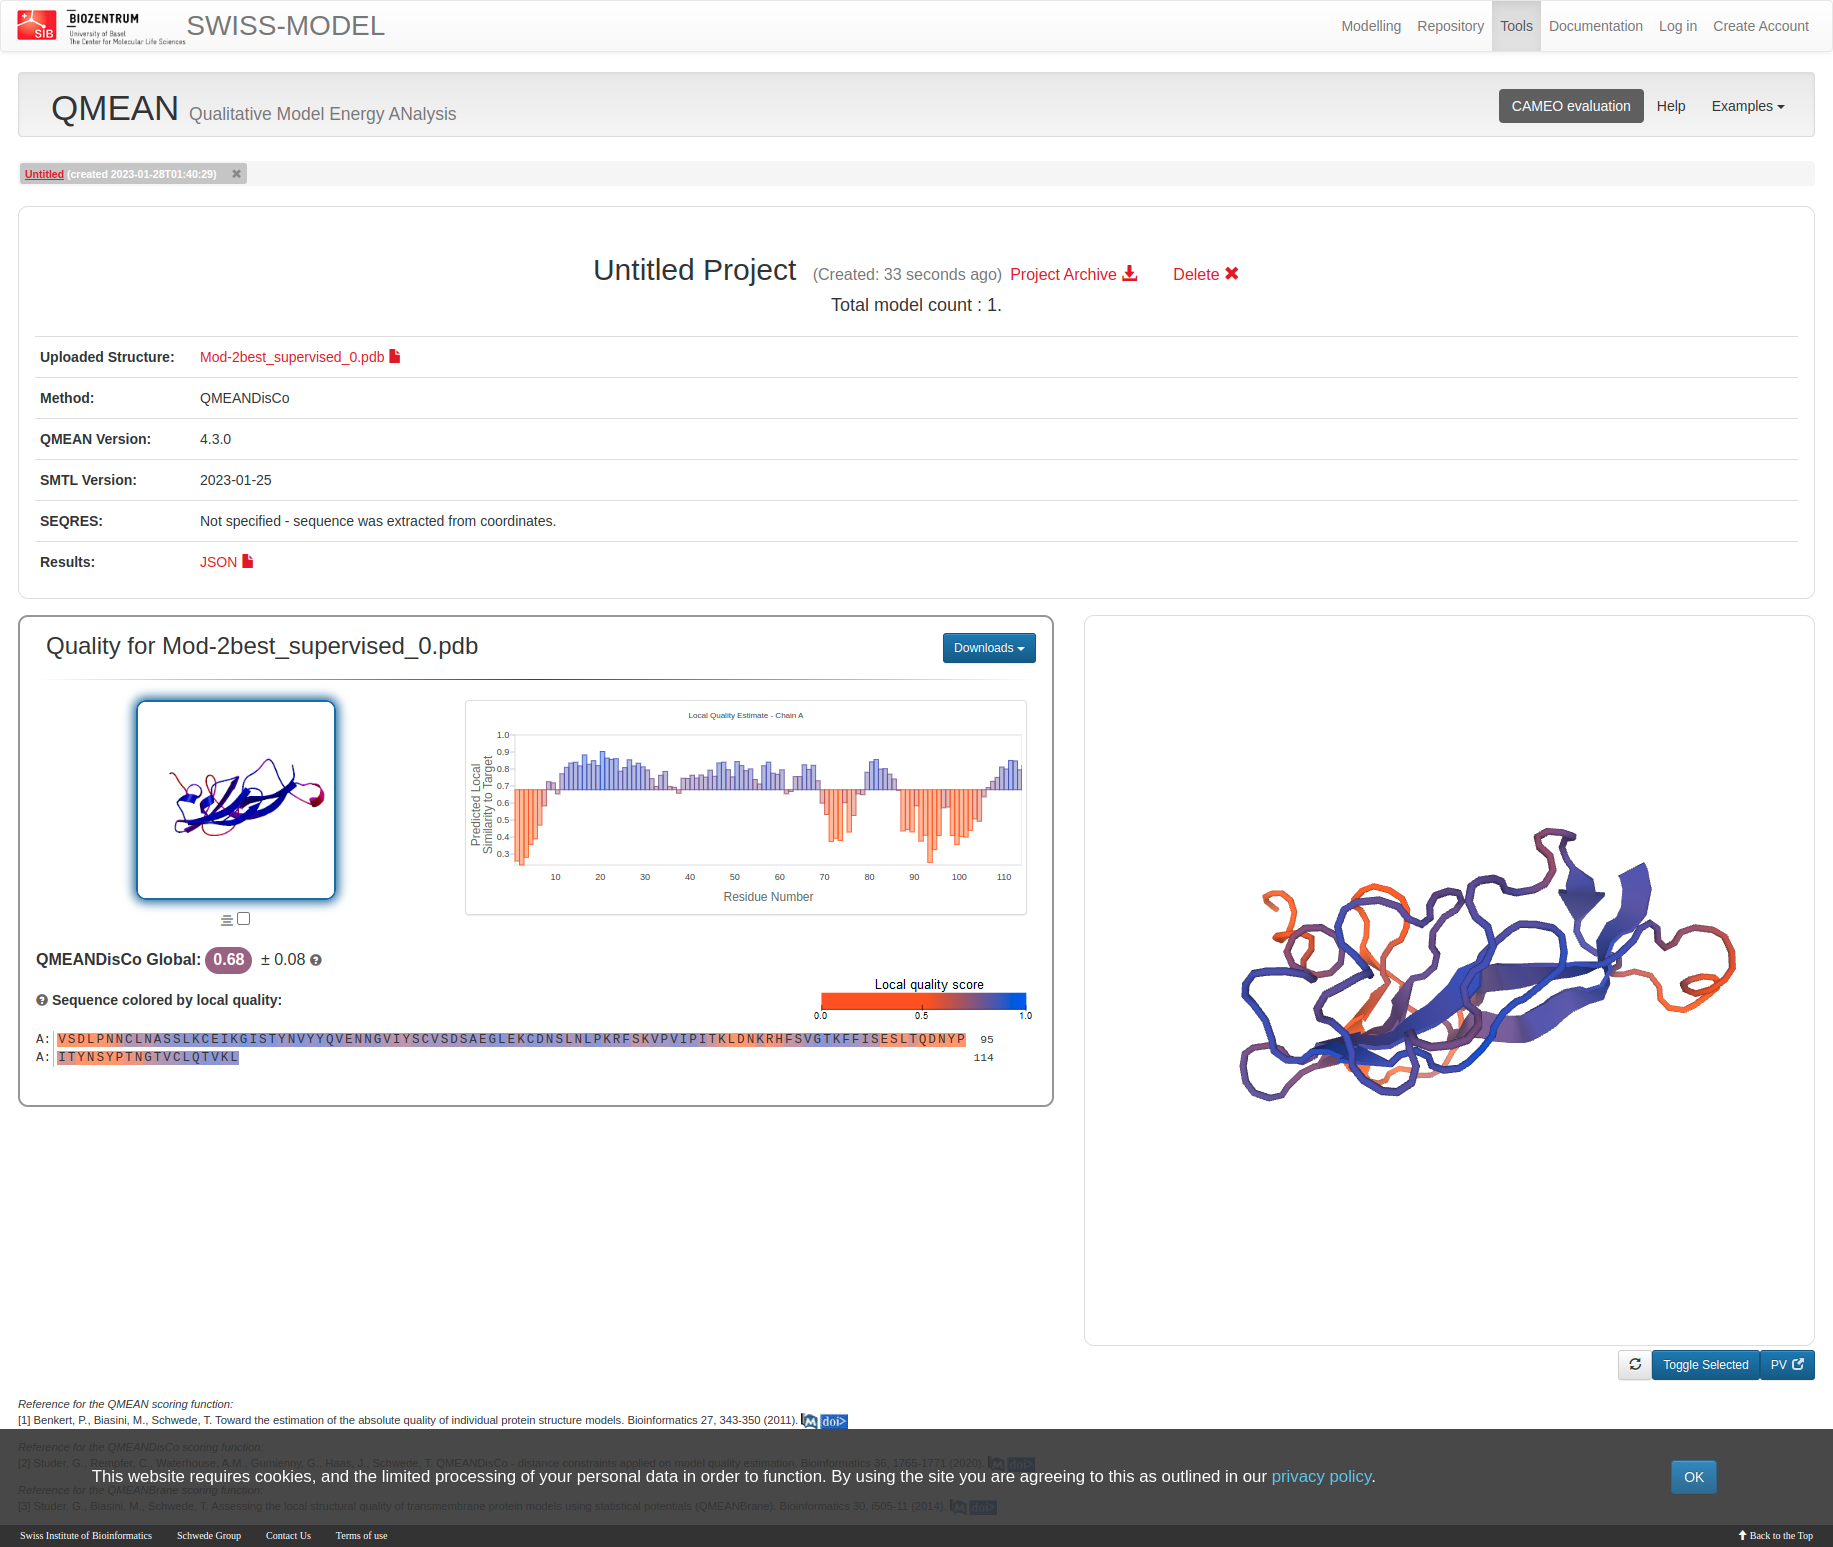 SIB
BIOZENTRUM
University of Basel
The Center for Molecular Life Sciences
SWISS-MODEL
Modelling Repository Tools Documentation Log in Create Account
QMEAN Qualitative Model Energy ANalysis
CAMEO evaluation Help Examples
Untitled (created 2023-01-28T01:40:29)
Untitled Project (Created: 33 seconds ago) Project Archive Delete
Total model count : 1.
Uploaded Structure: Mod-2best_supervised_0.pdb
Method: QMEANDisCo
QMEAN Version: 4.3.0
SMTL Version: 2023-01-25
SEQRES: Not specified - sequence was extracted from coordinates.
Results: JSON
Quality for Mod-2best_supervised_0.pdb
Downloads
Local Quality Estimate - Chain A
Predicted Local
Similarity to Target
1.0
0.9
0.8
0.7
0.6
0.5
0.4
0.3
10 20 30 40 50 60 70 80 90 100 110
Residue Number
QMEANDisCo Global: 0.68 ± 0.08
Sequence colored by local quality:
Local quality score
0.0 0.5 1.0
A: VSDLPNNCLNASSLKCEIKGISTYNVYYQVENNGVIYSCVSDSAEGLEKCDNSLNLPKRFSKVPVIPITKLDNKRHFSVGTKFFISESLTQDNYP 95
A: ITYNSYPTNGTVCLQTVKL 114
Toggle Selected PV
Reference for the QMEAN scoring function:
[1] Benkert, P., Biasini, M., Schwede, T. Toward the estimation of the absolute quality of individual protein structure models. Bioinformatics 27, 343-350 (2011). doi>
Reference for the QMEANDisCo scoring function:
[2] Studer, G., Rempfer, C., Waterhouse, A.M., Gumienny, G., Haas, J., Schwede, T. QMEANDisCo - distance constraints applied on model quality estimation. Bioinformatics 36, 1765-1771 (2020). doi>
This website requires cookies, and the limited processing of your personal data in order to function. By using the site you are agreeing to this as outlined in our privacy policy.
OK
Reference for the QMEANBrane scoring function:
[3] Studer, G., Biasini, M., Schwede, T. Assessing the local structural quality of transmembrane protein models using statistical potentials (QMEANBrane). Bioinformatics 30, i505-11 (2014). doi>
Swiss Institute of Bioinformatics Schwede Group Contact Us Terms of use
Back to the Top